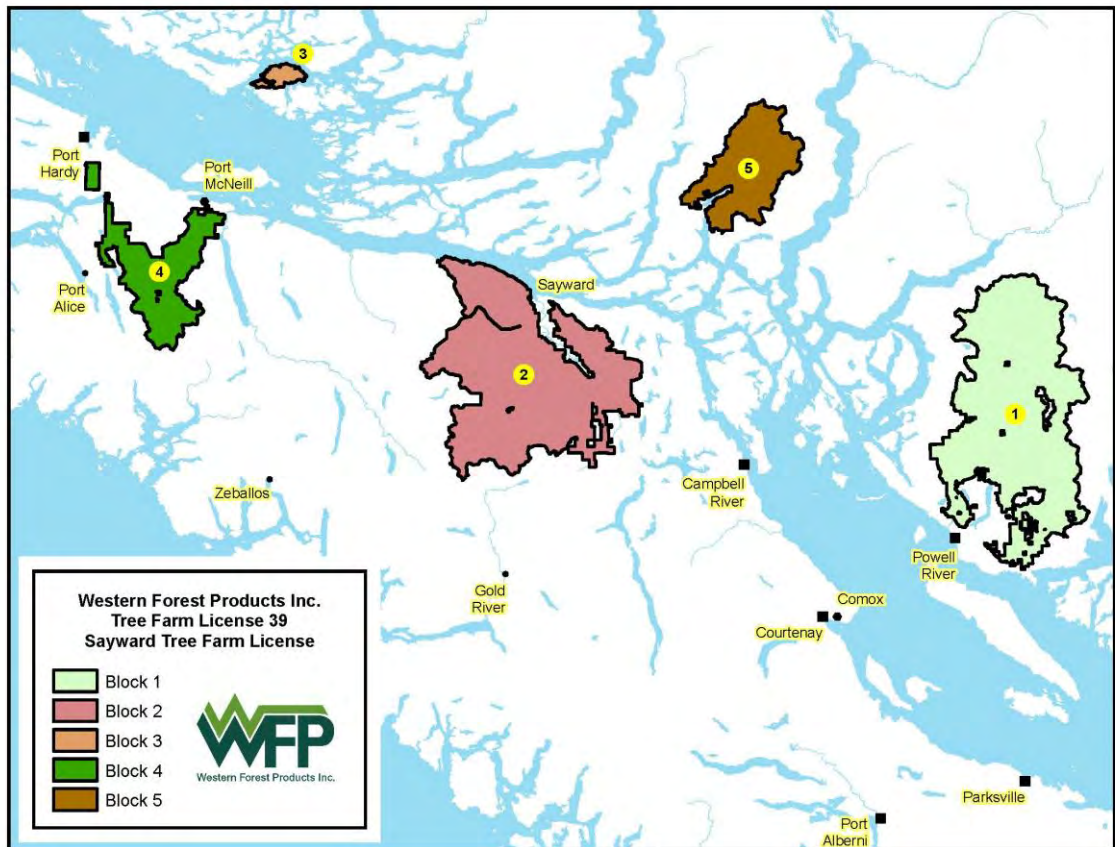 3
Port
Hardy
Port
McNeill
5
4
Port
Alice
Sayward
2
1
Zeballos
Campbell
River
Powell
River
Gold
River
Comox
Courtenay
Parksville
Port
Alberni
Western Forest Products Inc.
Tree Farm License 39
Sayward Tree Farm License
Block 1
Block 2
Block 3
Block 4
Block 5
WFP
Western Forest Products Inc.